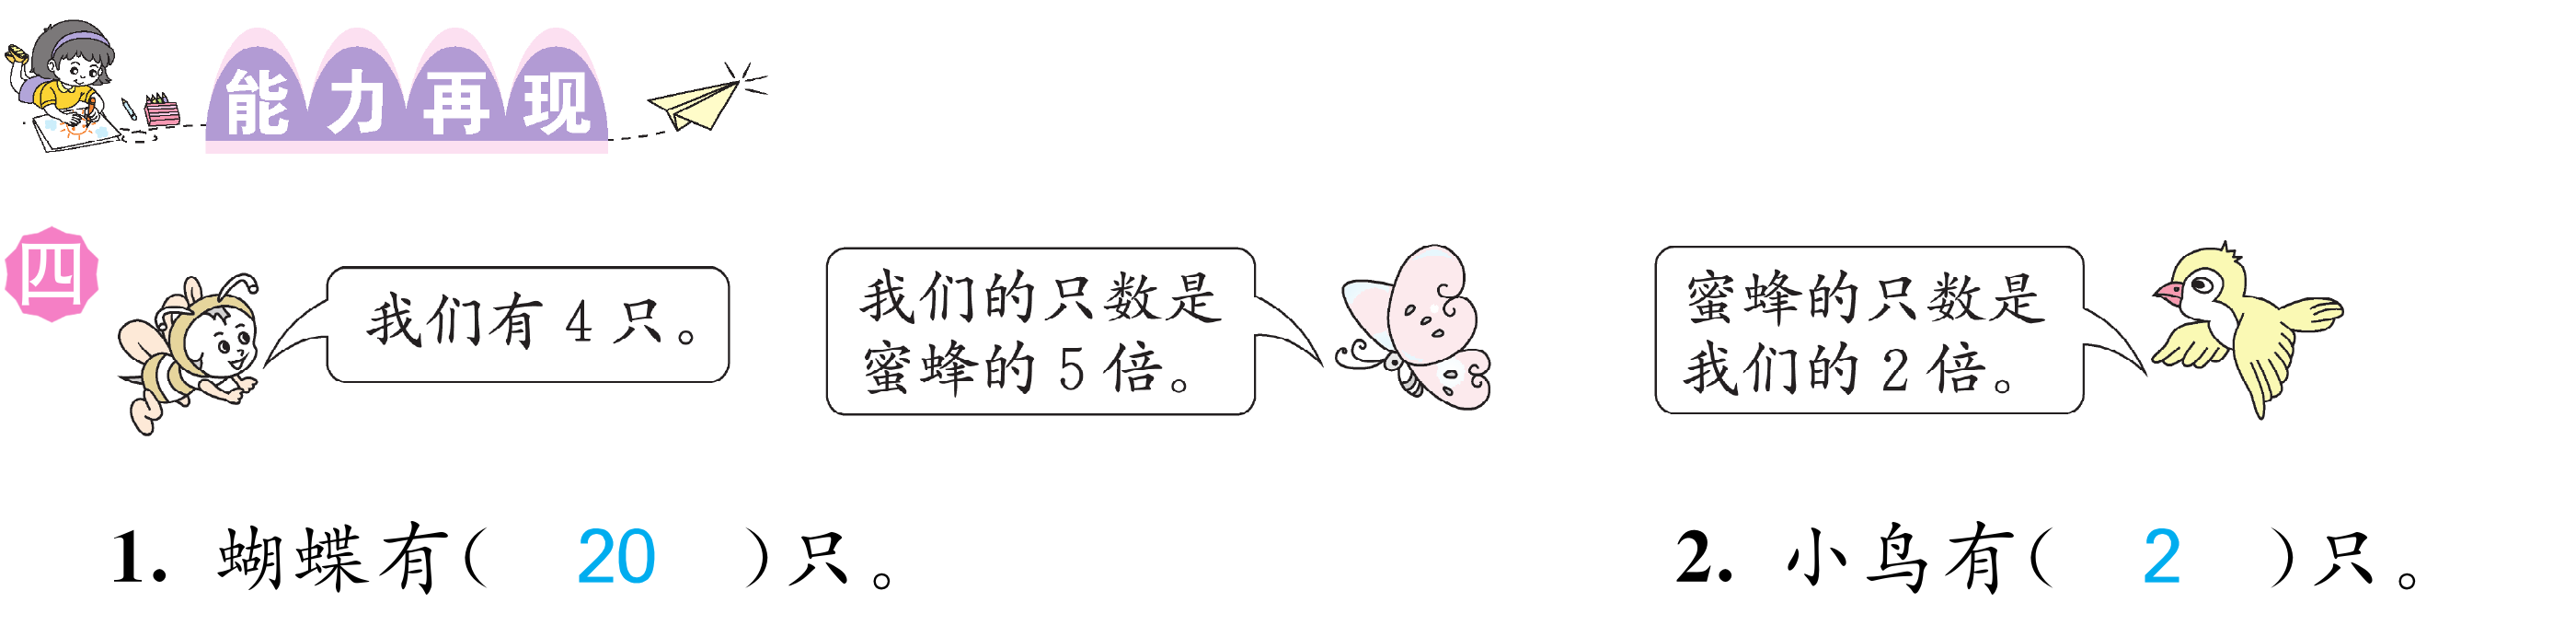 能力再现
四
我们有 4 只。
我们的只数是
蜜蜂的 5 倍。
蜜蜂的只数是
我们的 2 倍。
1. 蝴蝶有( 20 )只。
2. 小鸟有( 2 )只。